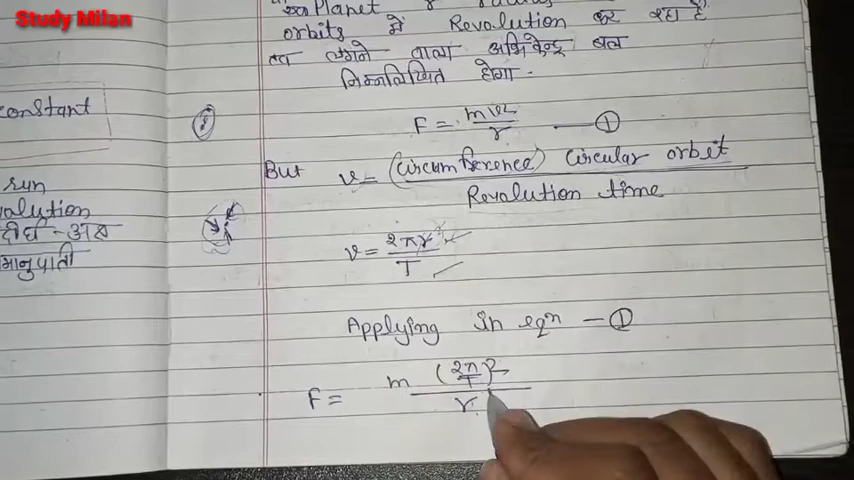 Study Milan
Planet r radius
orbits में Revolution कर रहा है
तब लगने वाला अभिकेन्द्र बल
निम्नलिखित होगा -
constant
F = mv²/r —— ①
But v = (circumference) circular orbit / Revolution time
sun
दीर्घ - अक्ष
v = 2πr / T
Applying in eqn - ①
F = m (2π/T)² / r